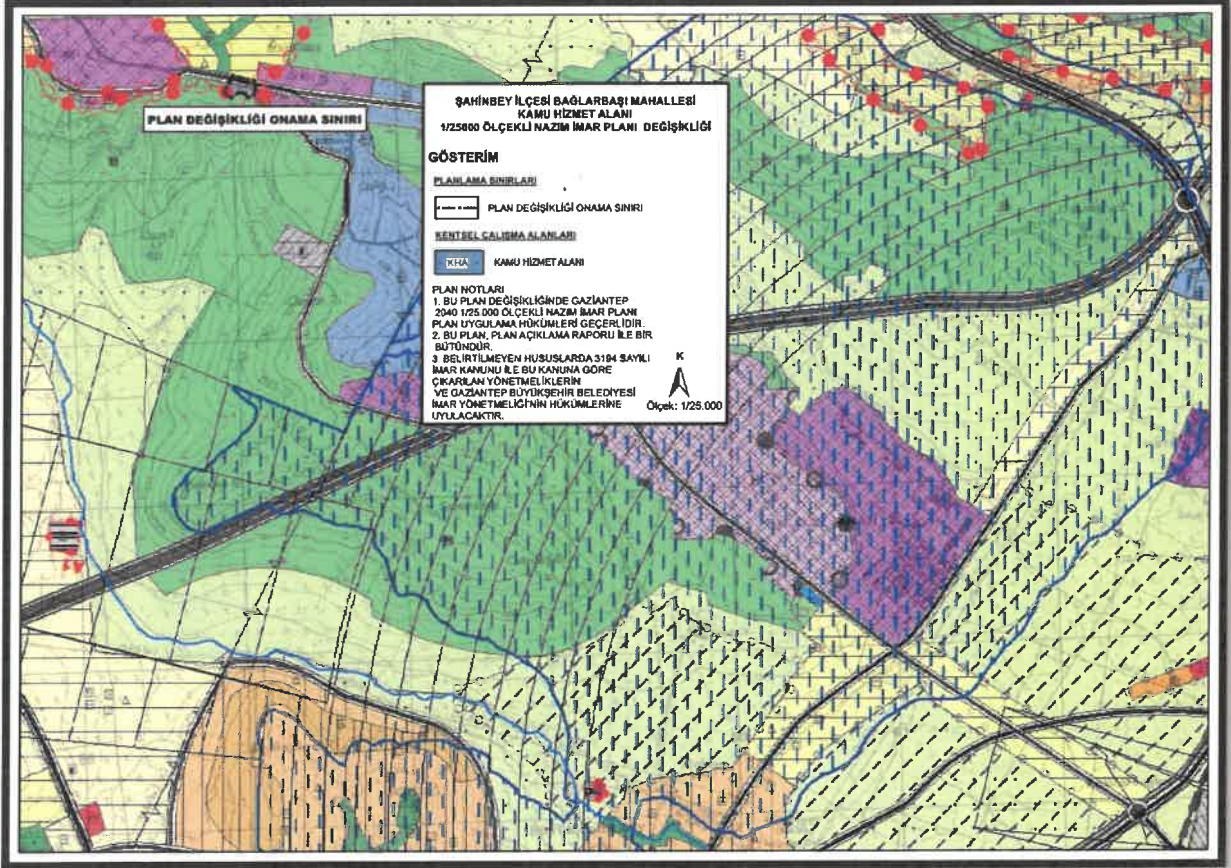 PLAN DEĞİŞİKLİĞİ ONAMA SINIRI
ŞAHİNBEY İLÇESİ BAĞLARBAŞI MAHALLESİ
KAMU HİZMET ALANI
1/25000 ÖLÇEKLİ NAZIM İMAR PLANI DEĞİŞİKLİĞİ
GÖSTERİM
PLANLAMA SINIRLARI
PLAN DEĞİŞİKLİĞİ ONAMA SINIRI
KENTSEL ÇALIŞMA ALANLARI
KHA KAMU HİZMET ALANI
PLAN NOTLARI
1. BU PLAN DEĞİŞİKLİĞİNDE GAZİANTEP
2040 1/25.000 ÖLÇEKLİ NAZIM İMAR PLANI
PLAN UYGULAMA HÜKÜMLERİ GEÇERLİDİR.
2. BU PLAN, PLAN AÇIKLAMA RAPORU İLE BİR
BÜTÜNDÜR.
3 BELİRTİLMEYEN HUSUSLARDA 3194 SAYILI
İMAR KANUNU İLE BU KANUNA GÖRE
ÇIKARILAN YÖNETMELİKLERİN
VE GAZİANTEP BÜYÜKŞEHİR BELEDİYESİ
İMAR YÖNETMELİĞİ'NİN HÜKÜMLERİNE
UYULACAKTIR.
K
Ölçek: 1/25.000